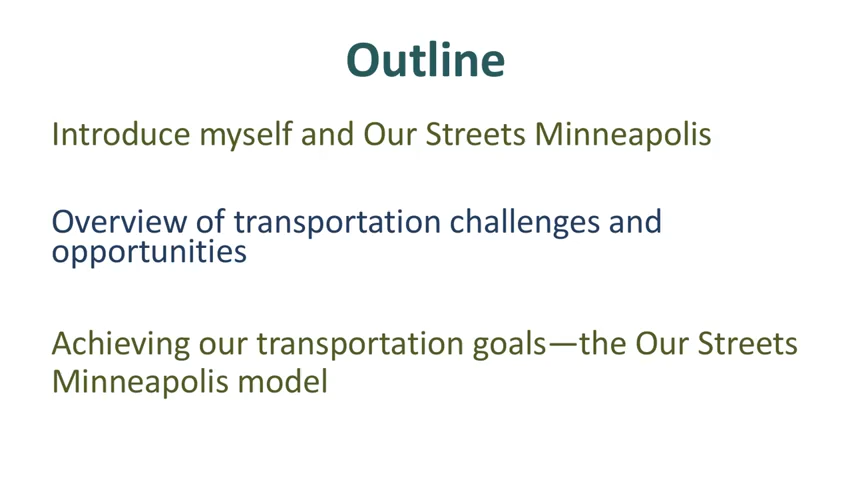 Outline
Introduce myself and Our Streets Minneapolis
Overview of transportation challenges and
opportunities
Achieving our transportation goals—the Our Streets
Minneapolis model